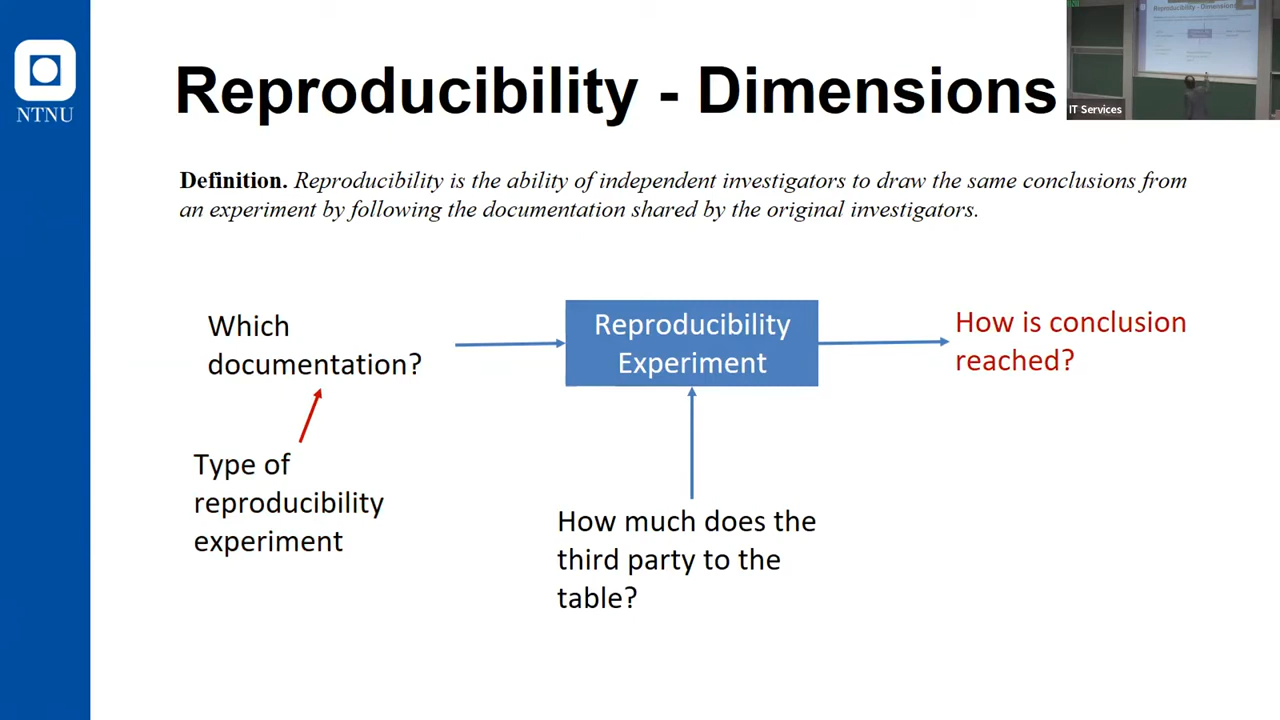 NTNU
Reproducibility - Dimensions
Reproducibility - Dimensions
IT Services
Definition. Reproducibility is the ability of independent investigators to draw the same conclusions from
an experiment by following the documentation shared by the original investigators.
Which
documentation?
Reproducibility
Experiment
How is conclusion
reached?
Type of
reproducibility
experiment
How much does the
third party to the
table?